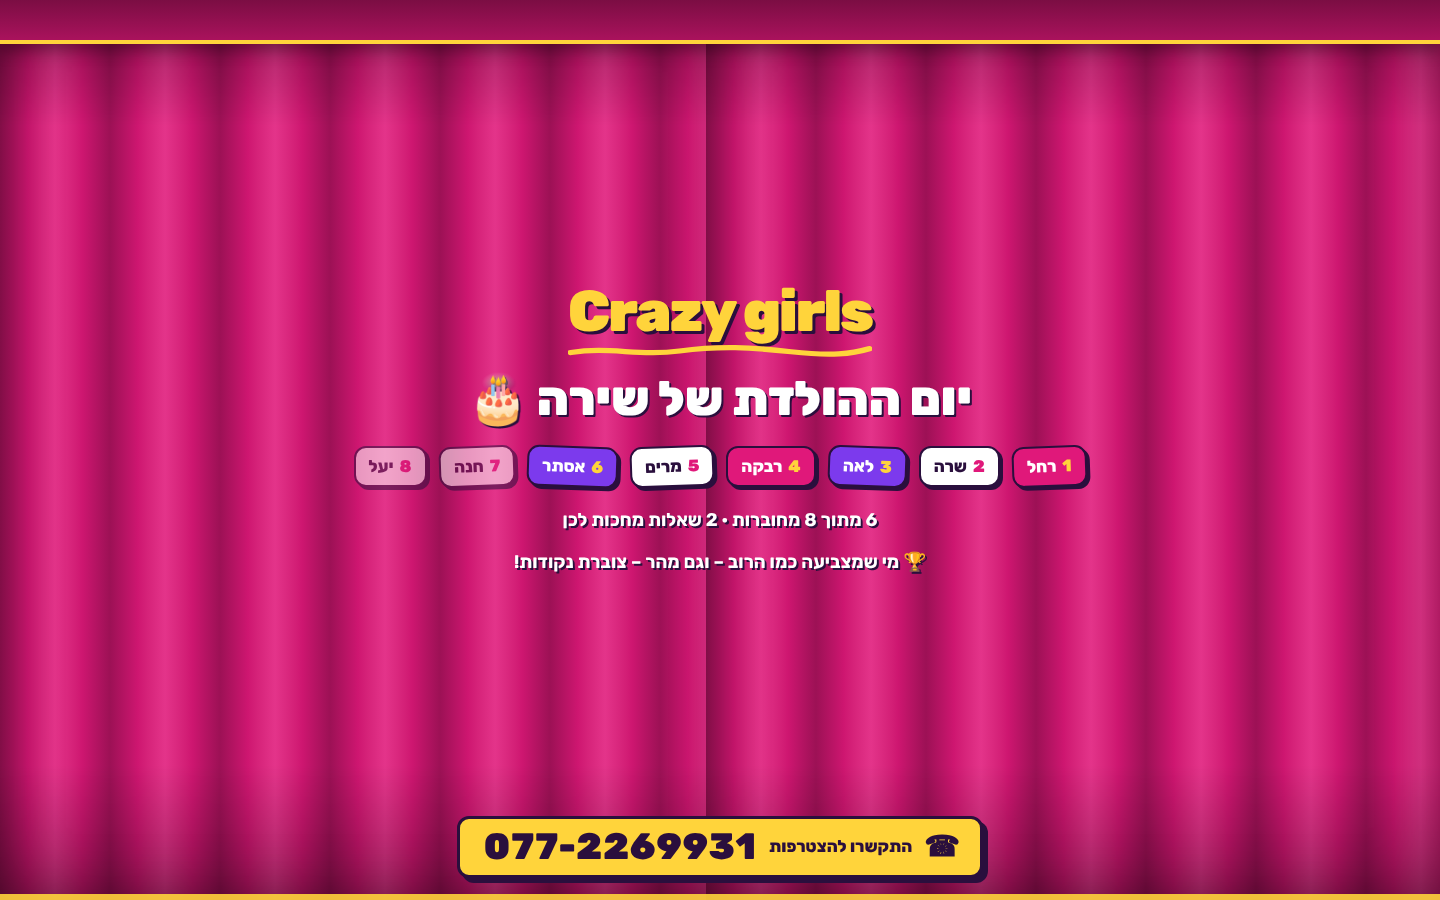 Crazy girls
יום ההולדת של שירה
1 רחל 2 שרה 3 לאה 4 רבקה 5 מרים 6 אסתר 7 חנה 8 יעל
6 מתוך 8 מחוברות • 2 שאלות מחכות לכן
מי שמצביעה כמו הרוב – וגם מהר – צוברת נקודות!
התקשרו להצטרפות 077-2269931